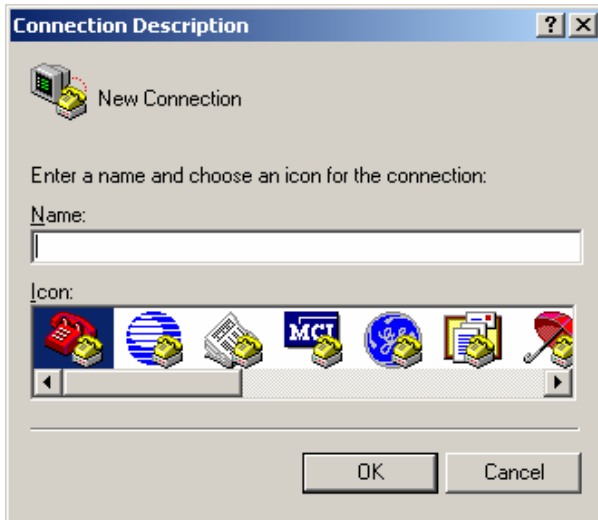 Connection Description
New Connection
Enter a name and choose an icon for the connection:
Name:
Icon:
MCI
OK Cancel